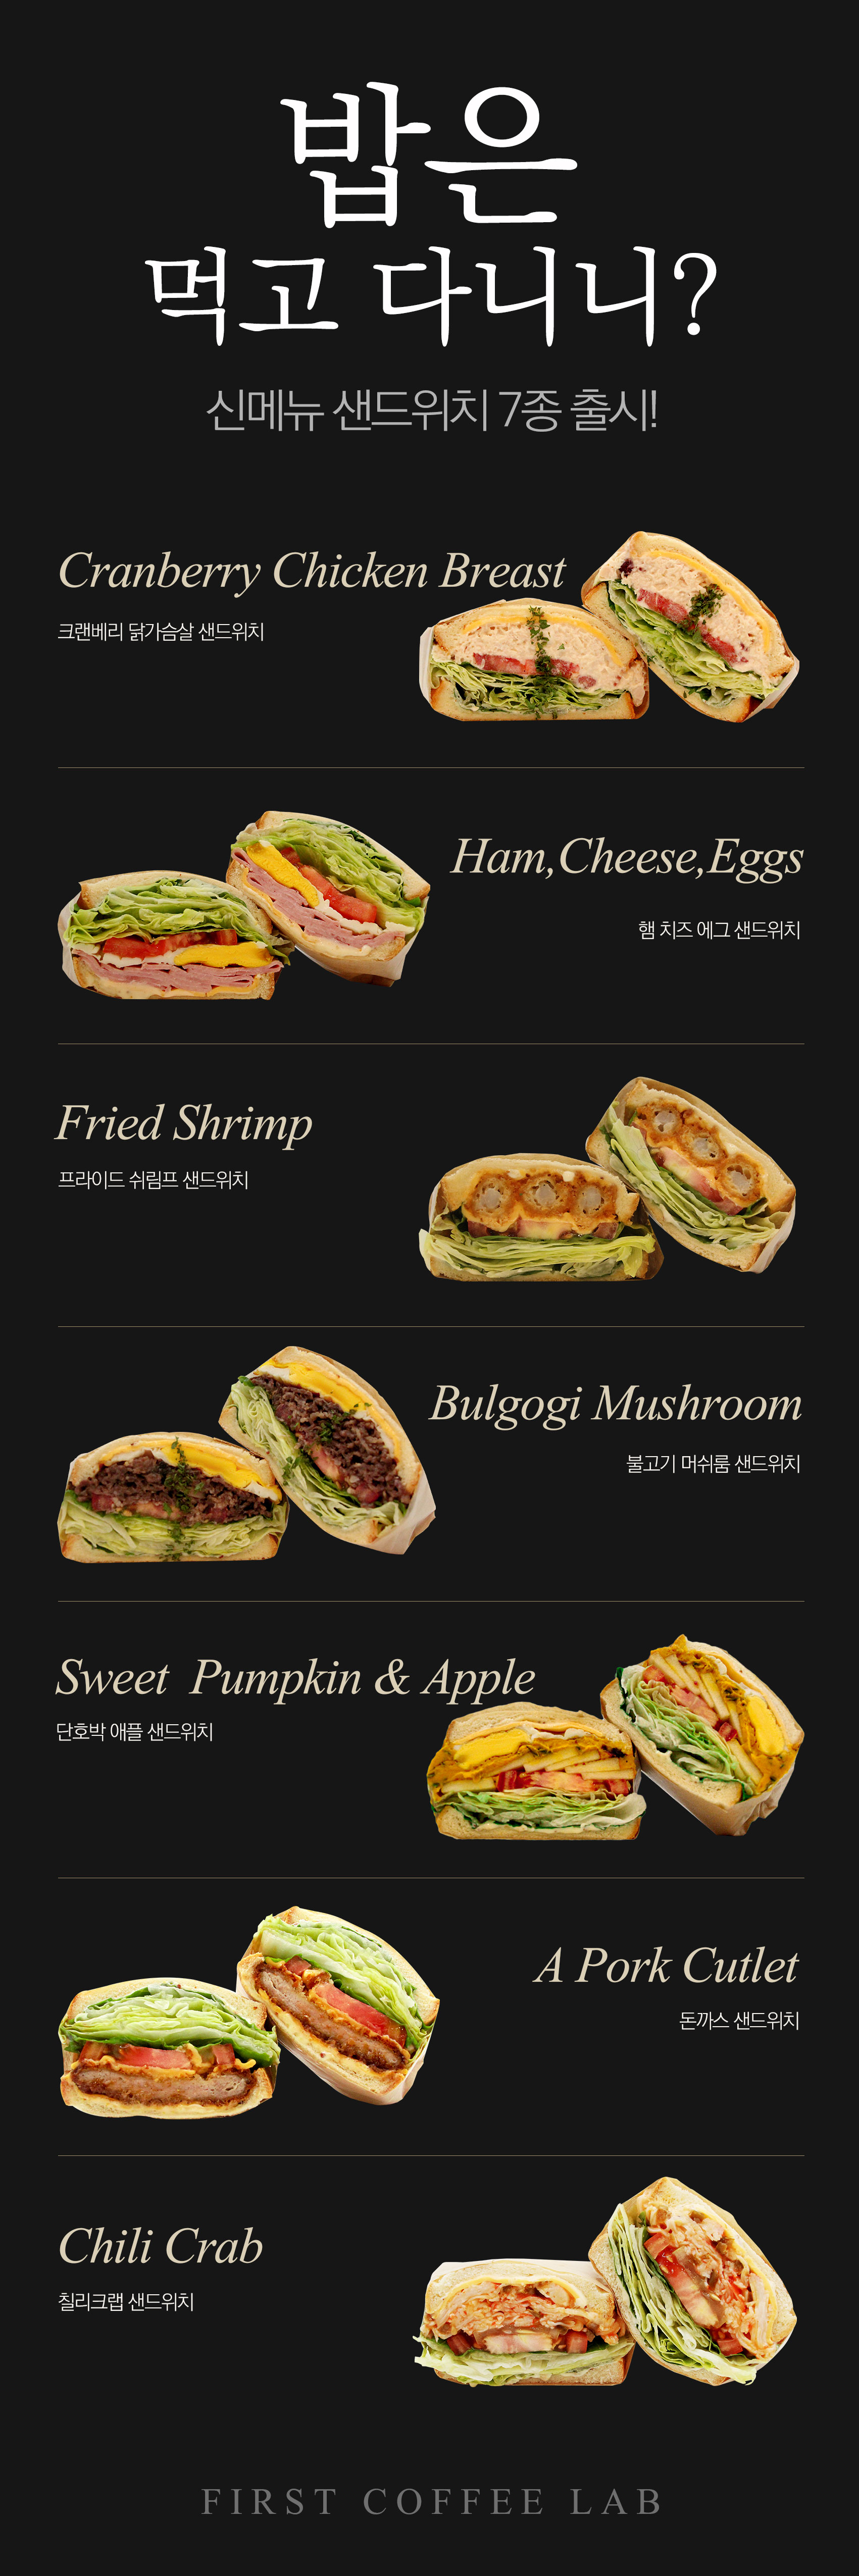 밥은
먹고 다니니?
신메뉴 샌드위치 7종 출시!
Cranberry Chicken Breast
크랜베리 닭가슴살 샌드위치
Ham,Cheese,Eggs
햄 치즈 에그 샌드위치
Fried Shrimp
프라이드 쉬림프 샌드위치
Bulgogi Mushroom
불고기 머쉬룸 샌드위치
Sweet Pumpkin & Apple
단호박 애플 샌드위치
A Pork Cutlet
돈까스 샌드위치
Chili Crab
칠리크랩 샌드위치
FIRST COFFEE LAB